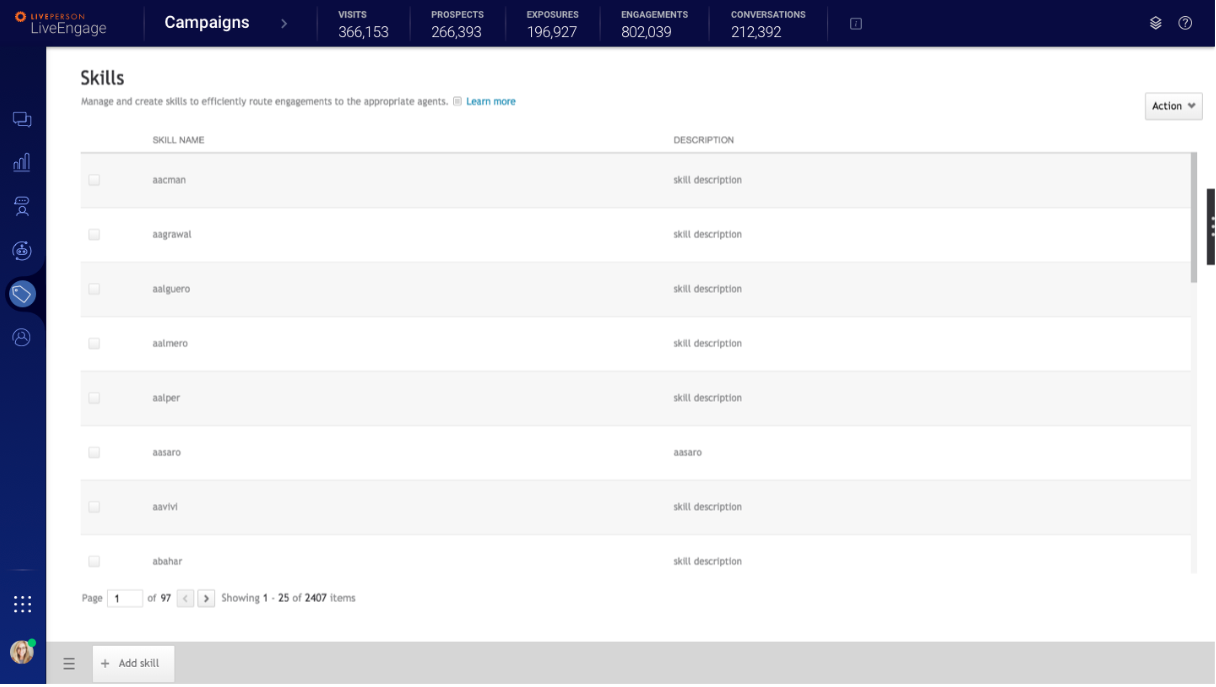 LIVEPERSON
LiveEngage
Campaigns
VISITS
366,153
PROSPECTS
266,393
EXPOSURES
196,927
ENGAGEMENTS
802,039
CONVERSATIONS
212,392
Skills
Manage and create skills to efficiently route engagements to the appropriate agents. Learn more
Action
SKILL NAME DESCRIPTION
aacman skill description
aagrawal skill description
aalguero skill description
aalmero skill description
aalper skill description
aasaro aasaro
aavivi skill description
abahar skill description
Page 1 of 97 < > Showing 1 - 25 of 2407 items
+ Add skill